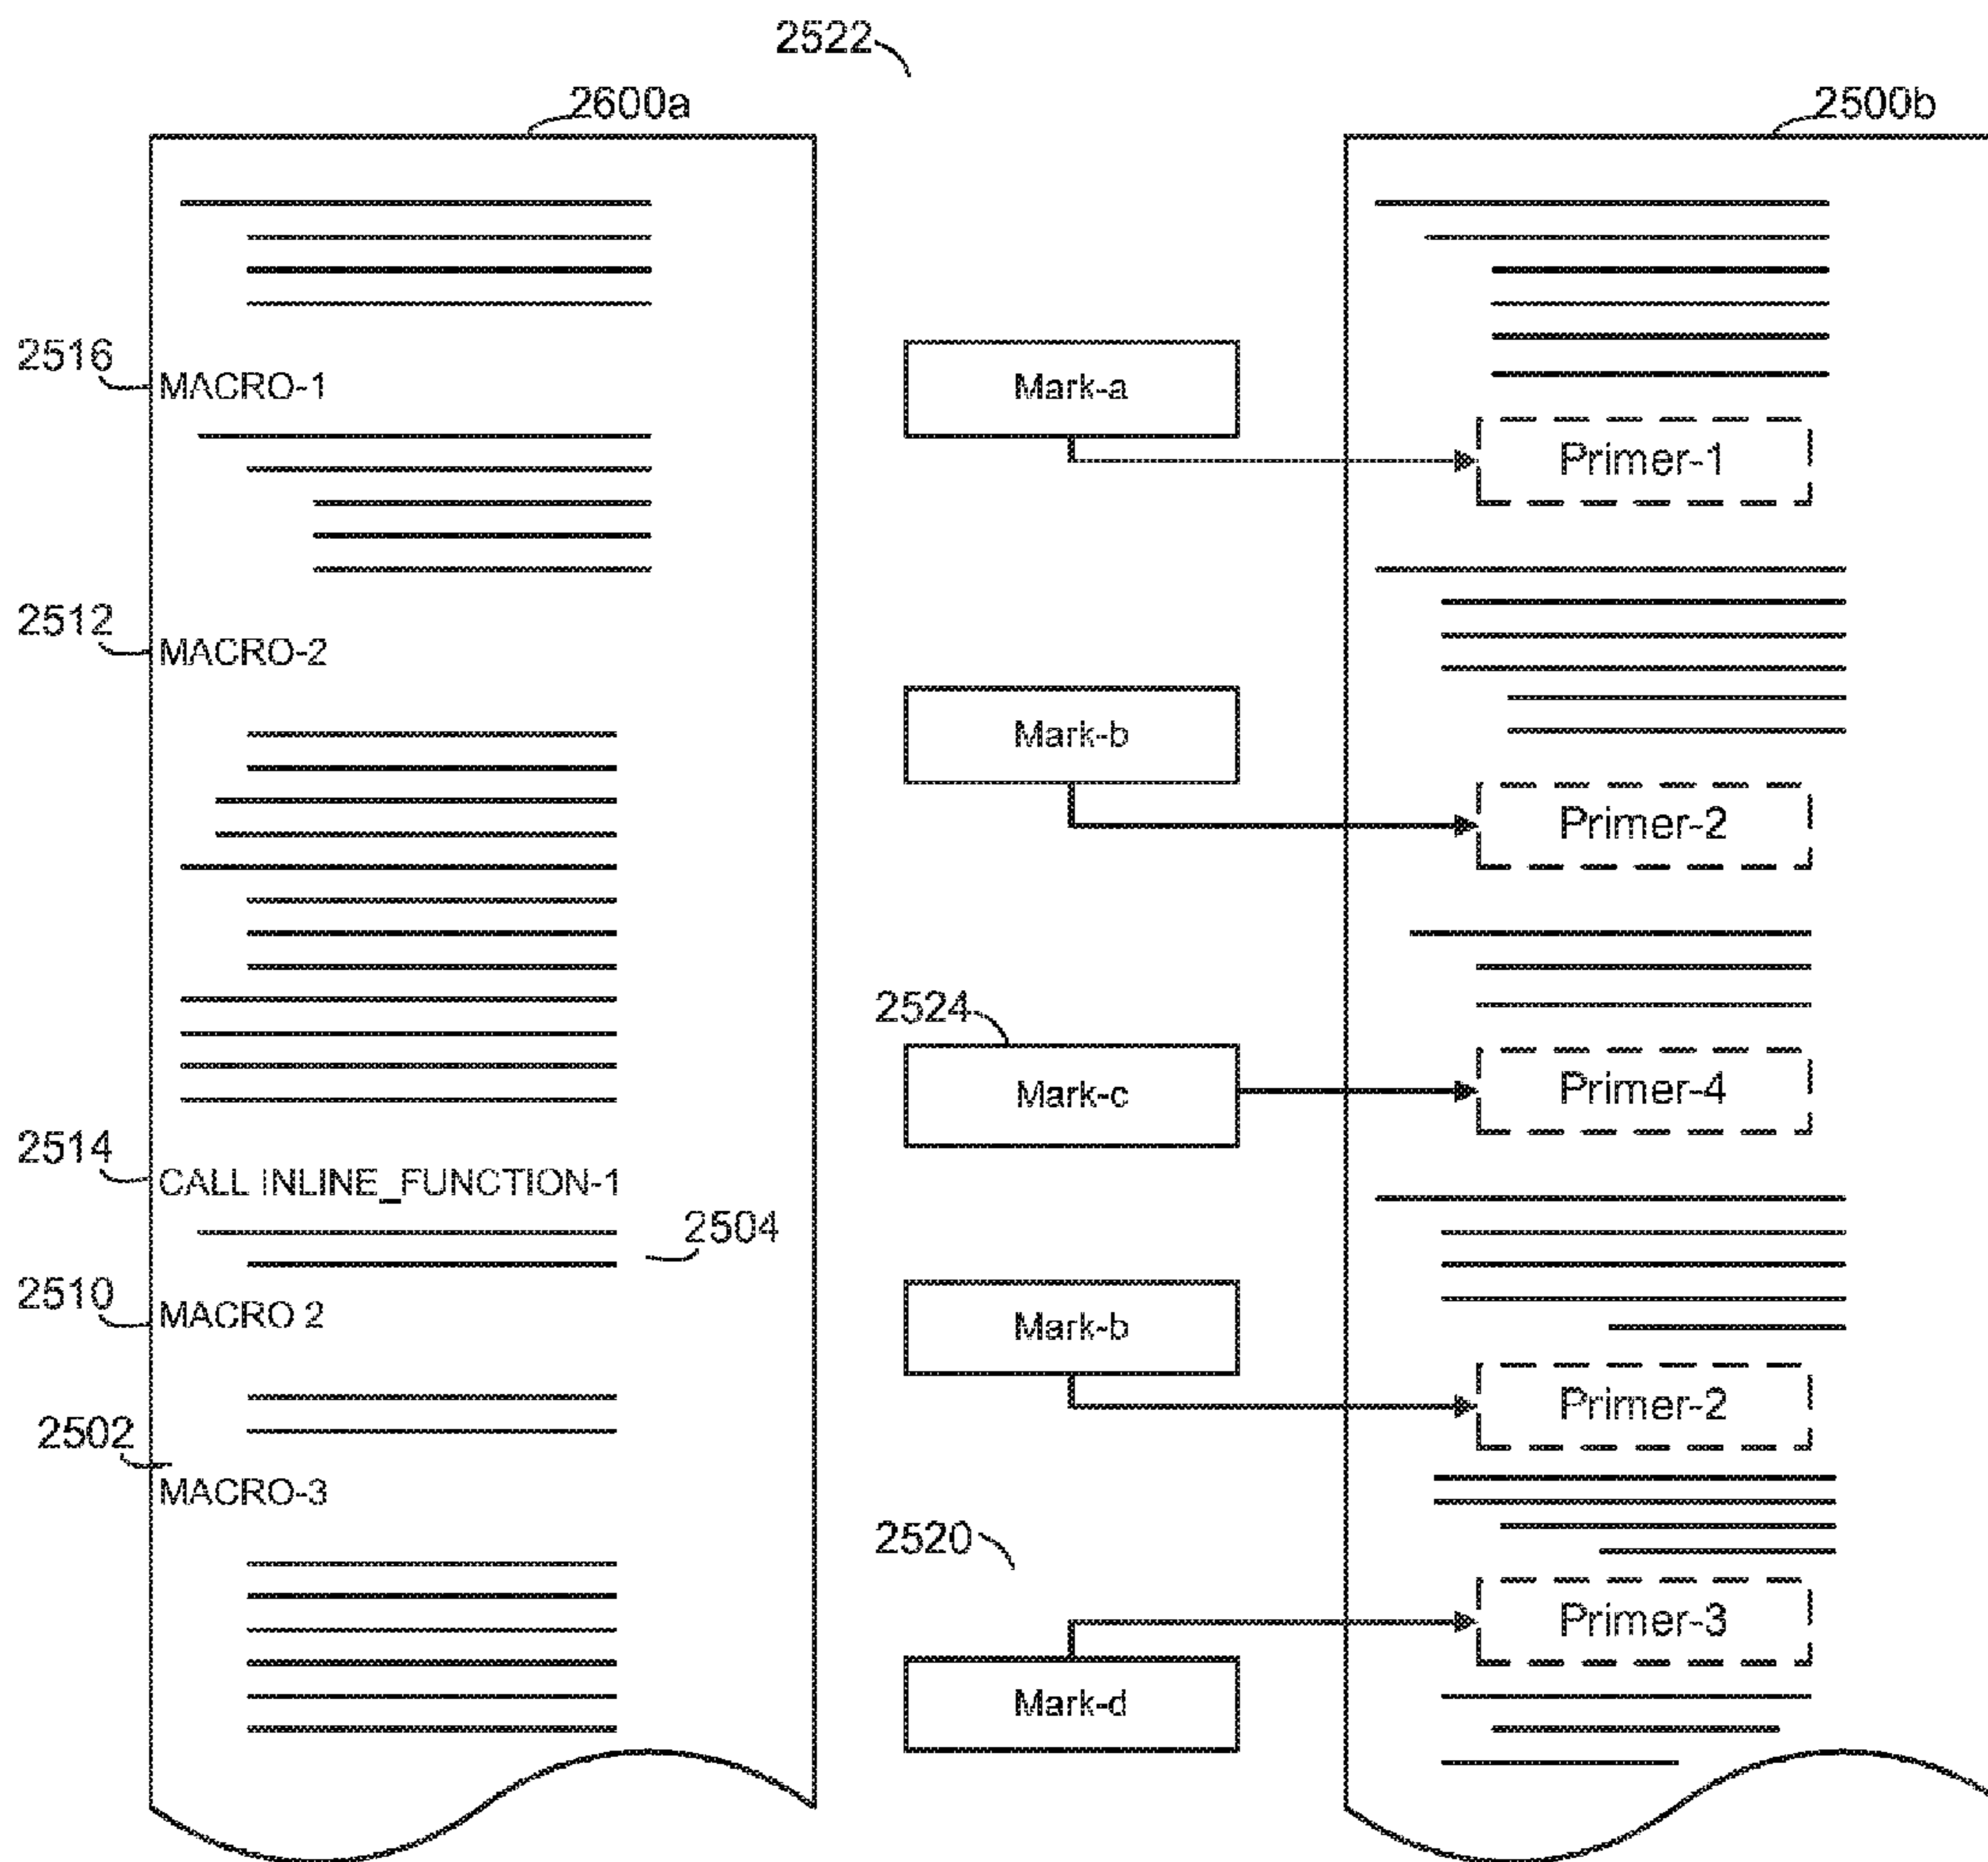 2522
2600a
2500b
2516
MACRO-1
Mark-a
Primer-1
2512
MACRO-2
Mark-b
Primer-2
2524
Mark-c
Primer-4
2514
CALL INLINE_FUNCTION-1
2504
2510
MACRO 2
Mark-b
Primer-2
2502
MACRO-3
2520
Primer-3
Mark-d